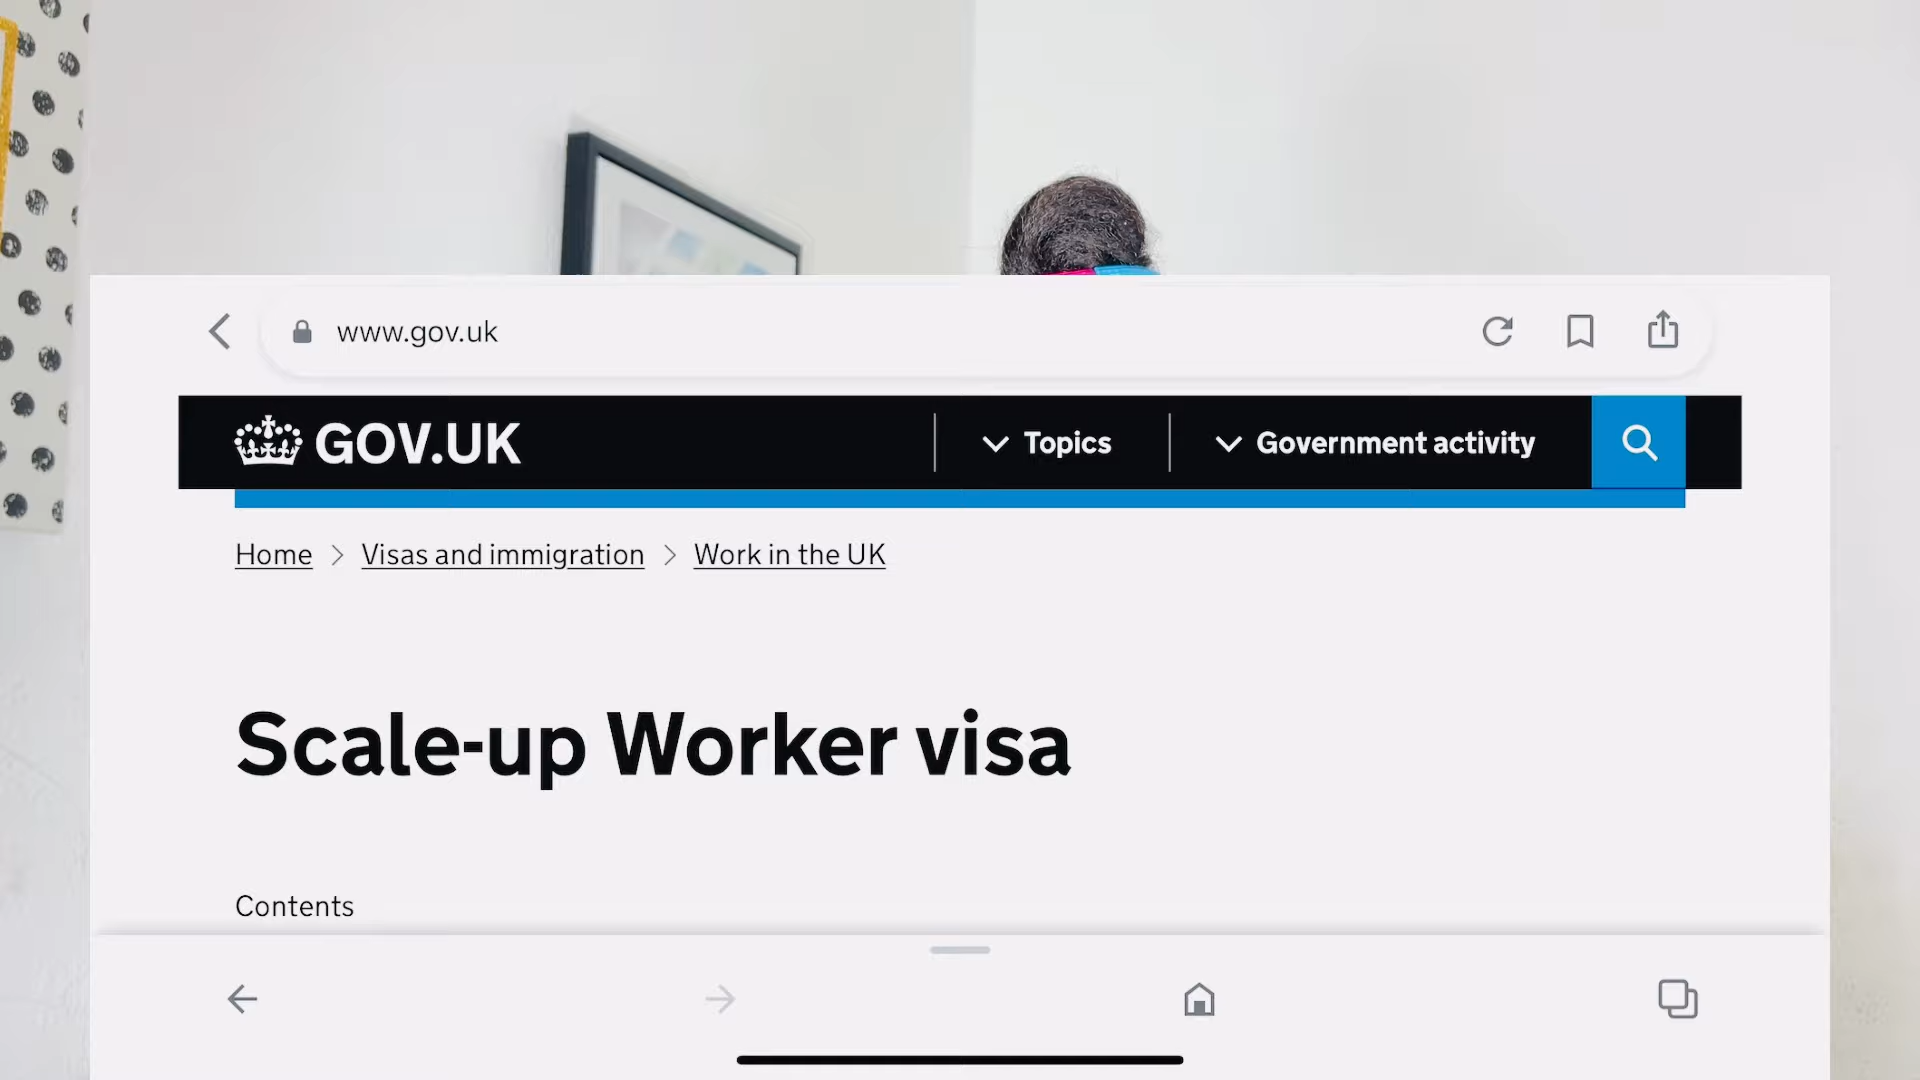 www.gov.uk
GOV.UK
Topics
Government activity
Home > Visas and immigration > Work in the UK
Scale-up Worker visa
Contents